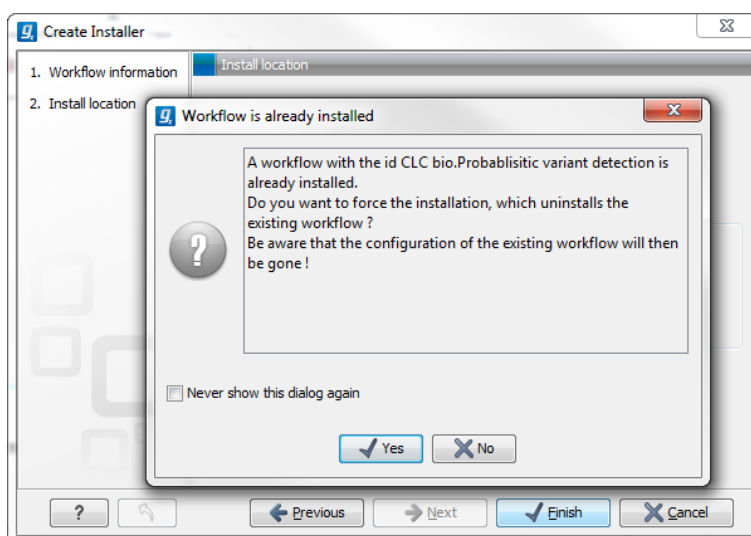 Create Installer
1. Workflow information
2. Install location
Install location
Workflow is already installed
A workflow with the id CLC bio.Probablisitic variant detection is
already installed.
Do you want to force the installation, which uninstalls the
existing workflow ?
Be aware that the configuration of the existing workflow will then
be gone !
Never show this dialog again
Yes
No
?
Previous
Next
Finish
Cancel